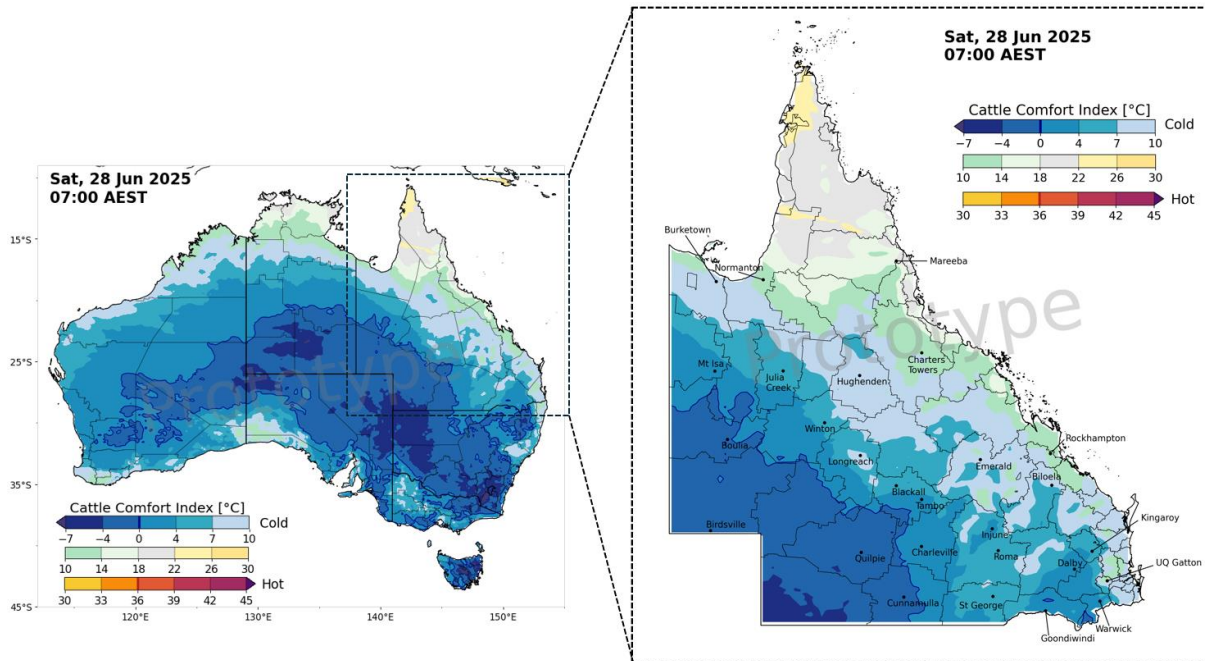 Sat, 28 Jun 2025
07:00 AEST
15°S
25°S
35°S
45°S
120°E
130°E
140°E
150°E
Cattle Comfort Index [°C]
Cold
−7 −4 0 4 7 10
10 14 18 22 26 30
Hot
30 33 36 39 42 45
Prototype
Sat, 28 Jun 2025
07:00 AEST
Cattle Comfort Index [°C]
Cold
−7 −4 0 4 7 10
10 14 18 22 26 30
Hot
30 33 36 39 42 45
Prototype
Burketown
Normanton
Mareeba
Mt Isa
Julia
Creek
Hughenden
Charters
Towers
Winton
Boulia
Longreach
Emerald
Rockhampton
Blackall
Biloela
Tambo
Birdsville
Kingaroy
Injune
Quilpie
Charleville
Roma
Dalby
UQ Gatton
Cunnamulla
St George
Warwick
Goondiwindi